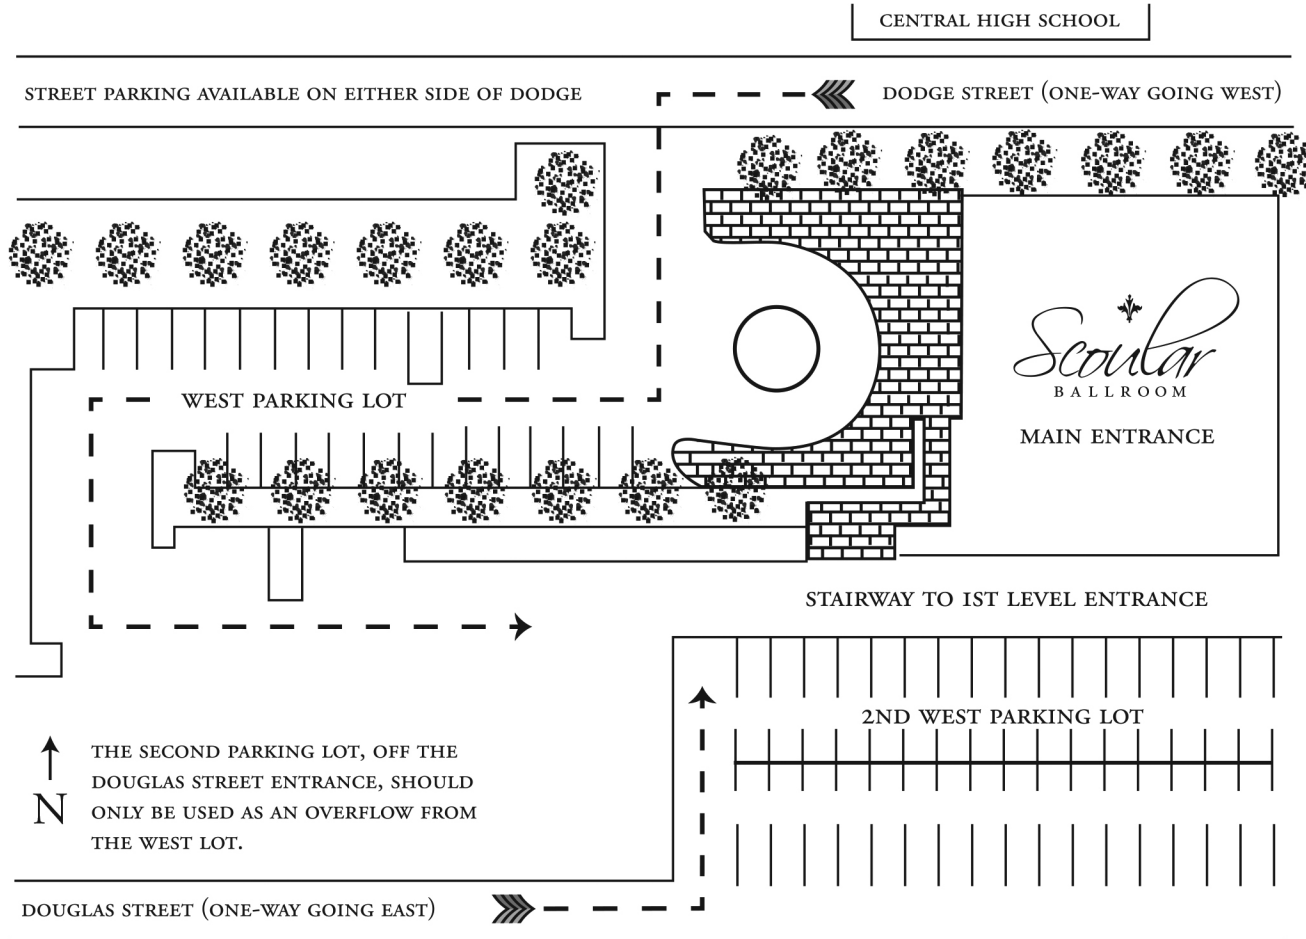 CENTRAL HIGH SCHOOL
STREET PARKING AVAILABLE ON EITHER SIDE OF DODGE
DODGE STREET (ONE-WAY GOING WEST)
Scoular
BALLROOM
MAIN ENTRANCE
WEST PARKING LOT
STAIRWAY TO 1ST LEVEL ENTRANCE
2ND WEST PARKING LOT
N
THE SECOND PARKING LOT, OFF THE
DOUGLAS STREET ENTRANCE, SHOULD
ONLY BE USED AS AN OVERFLOW FROM
THE WEST LOT.
DOUGLAS STREET (ONE-WAY GOING EAST)